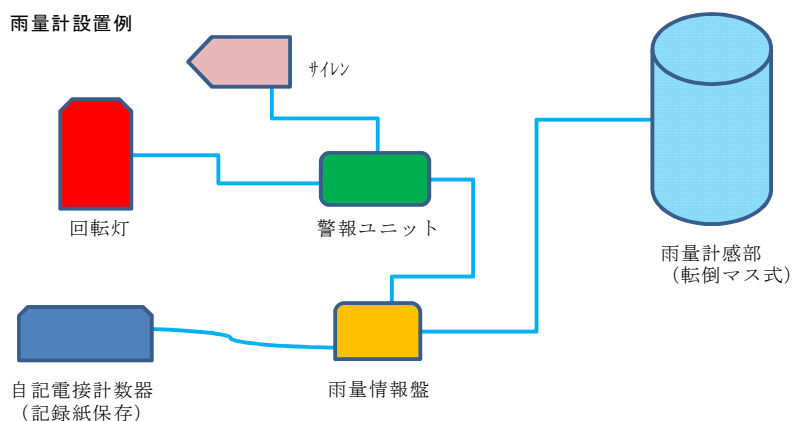 雨量計設置例
ｻｲﾚﾝ
回転灯
警報ユニット
雨量計感部
（転倒マス式）
自記電接計数器
（記録紙保存）
雨量情報盤